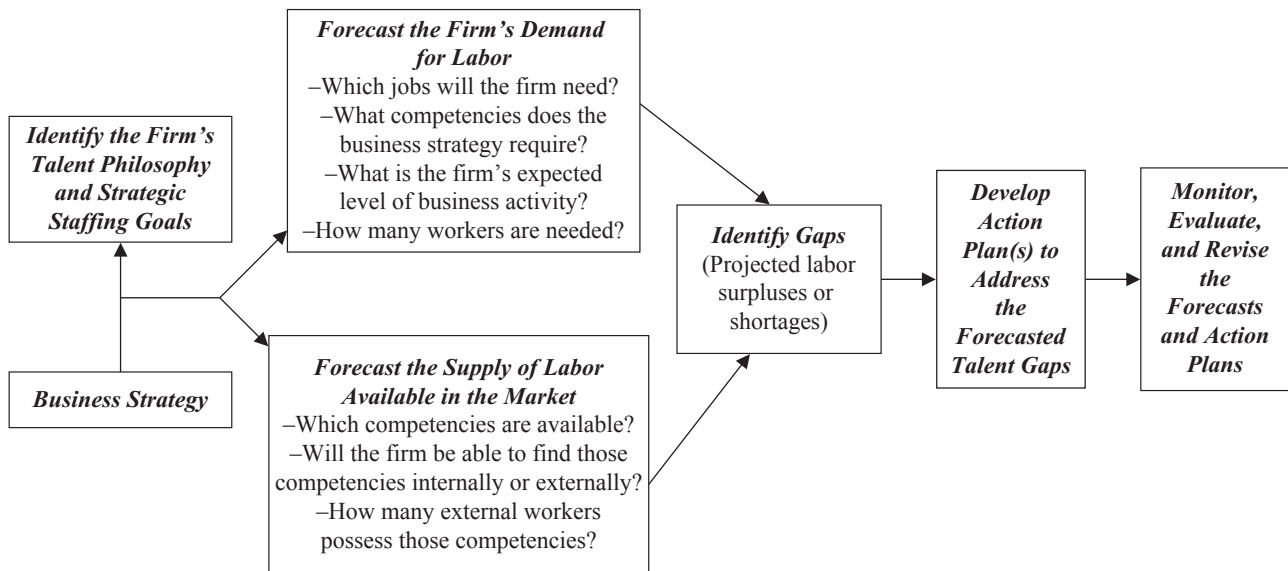 Identify the Firm’s
Talent Philosophy
and Strategic
Staffing Goals
Business Strategy
Forecast the Firm’s Demand
for Labor
–Which jobs will the firm need?
–What competencies does the
business strategy require?
–What is the firm’s expected
level of business activity?
–How many workers are needed?
Forecast the Supply of Labor
Available in the Market
–Which competencies are available?
–Will the firm be able to find those
competencies internally or externally?
–How many external workers
possess those competencies?
Identify Gaps
(Projected labor
surpluses or
shortages)
Develop
Action
Plan(s) to
Address
the
Forecasted
Talent Gaps
Monitor,
Evaluate,
and Revise
the
Forecasts
and Action
Plans